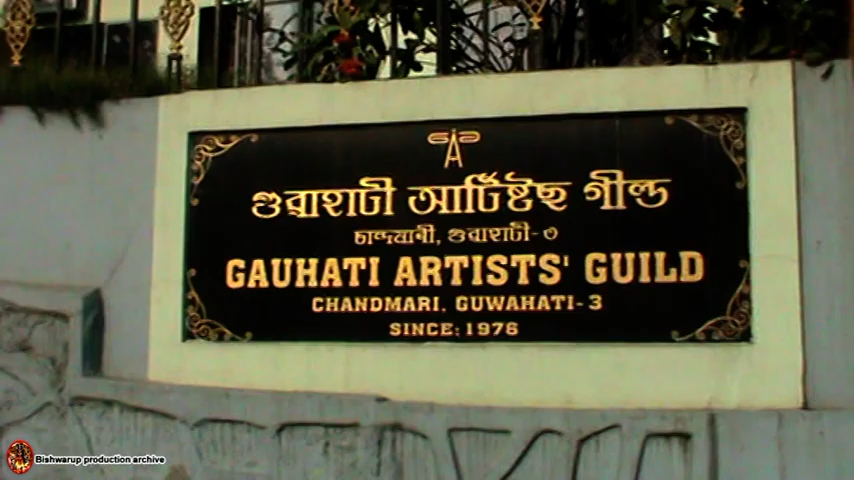 গুৱাহাটী আৰ্টিষ্টছ গীল্ড
চান্দমাৰী, গুৱাহাটী-৩
GAUHATI ARTISTS' GUILD
CHANDMARI, GUWAHATI-3
SINCE: 1976
Bishwarup production archive